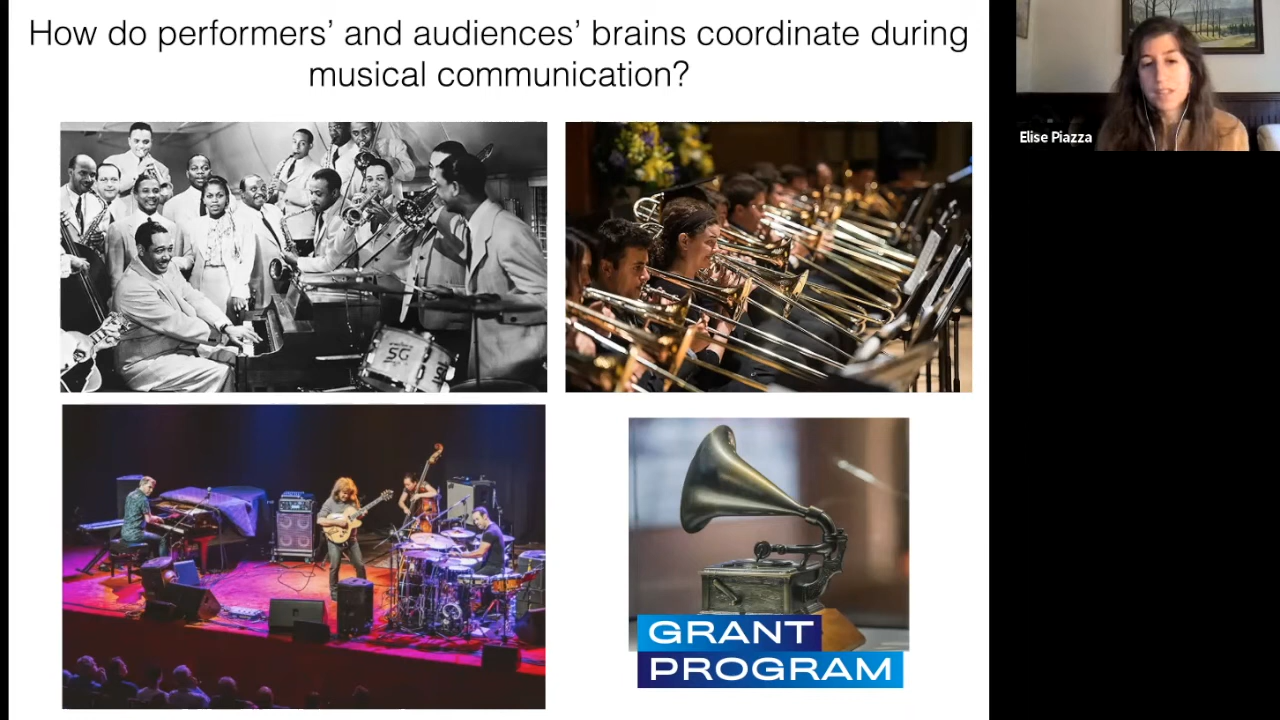 How do performers’ and audiences’ brains coordinate during
musical communication?
Elise Piazza
SG
GRANT
PROGRAM